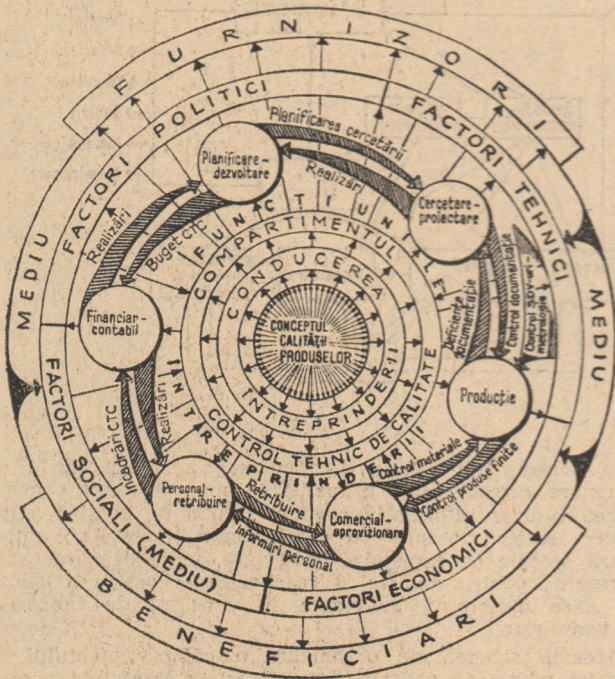 FURNIZORI
MEDIU
FACTORI POLITICI
FACTORI TEHNICI
MEDIU
Planificarea cercetării
Realizări
Planificare-
dezvoltare
Cercetare-
proiectare
Realizări
Buget CTC
FUNCȚIUNILE
COMPARTIMENTUL
CONDUCEREA
CONCEPTUL
CALITĂȚII
PRODUSELOR
Deficiențe
documentație
Control documentație
Control SDV-uri-
metrologie
Financiar-
contabil
Producție
ÎNTREPRINDERII
CONTROL TEHNIC DE CALITATE
ÎNTREPRINDERII
Încadrări CTC
Realizări
Control materiale
Control produse finite
Personal-
retribuire
Retribuire
Informări personal
Comercial-
aprovizionare
FACTORI SOCIALI (MEDIU)
FACTORI ECONOMICI
BENEFICIARI